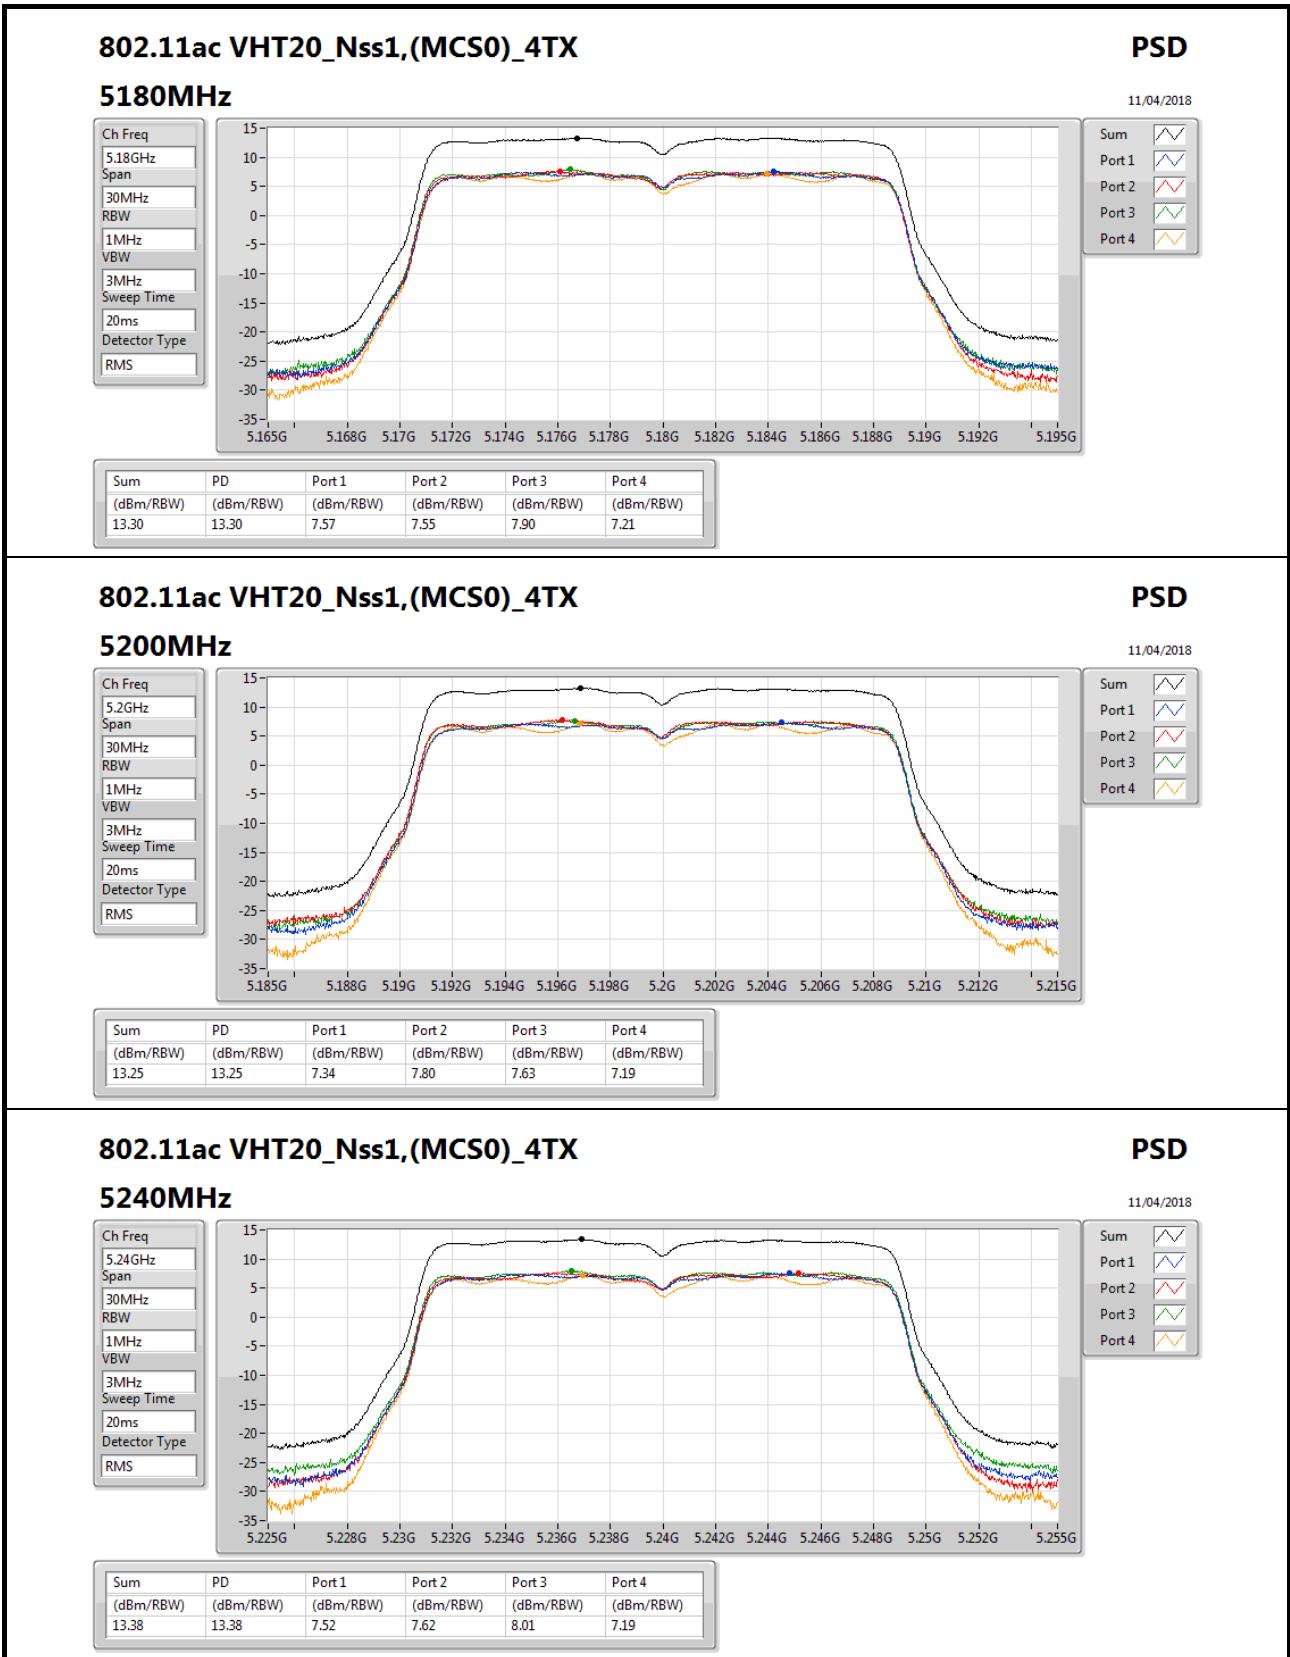 802.11ac VHT20_Nss1,(MCS0)_4TX PSD
5180MHz 11/04/2018
Ch Freq
5.18GHz
Span
30MHz
RBW
1MHz
VBW
3MHz
Sweep Time
20ms
Detector Type
RMS
15
10
5
0
-5
-10
-15
-20
-25
-30
-35
5.165G 5.168G 5.17G 5.172G 5.174G 5.176G 5.178G 5.18G 5.182G 5.184G 5.186G 5.188G 5.19G 5.192G 5.195G
Sum
Port 1
Port 2
Port 3
Port 4
Sum PD Port 1 Port 2 Port 3 Port 4
(dBm/RBW) (dBm/RBW) (dBm/RBW) (dBm/RBW) (dBm/RBW) (dBm/RBW)
13.30 13.30 7.57 7.55 7.90 7.21
802.11ac VHT20_Nss1,(MCS0)_4TX PSD
5200MHz 11/04/2018
Ch Freq
5.2GHz
Span
30MHz
RBW
1MHz
VBW
3MHz
Sweep Time
20ms
Detector Type
RMS
15
10
5
0
-5
-10
-15
-20
-25
-30
-35
5.185G 5.188G 5.19G 5.192G 5.194G 5.196G 5.198G 5.2G 5.202G 5.204G 5.206G 5.208G 5.21G 5.212G 5.215G
Sum
Port 1
Port 2
Port 3
Port 4
Sum PD Port 1 Port 2 Port 3 Port 4
(dBm/RBW) (dBm/RBW) (dBm/RBW) (dBm/RBW) (dBm/RBW) (dBm/RBW)
13.25 13.25 7.34 7.80 7.63 7.19
802.11ac VHT20_Nss1,(MCS0)_4TX PSD
5240MHz 11/04/2018
Ch Freq
5.24GHz
Span
30MHz
RBW
1MHz
VBW
3MHz
Sweep Time
20ms
Detector Type
RMS
15
10
5
0
-5
-10
-15
-20
-25
-30
-35
5.225G 5.228G 5.23G 5.232G 5.234G 5.236G 5.238G 5.24G 5.242G 5.244G 5.246G 5.248G 5.25G 5.252G 5.255G
Sum
Port 1
Port 2
Port 3
Port 4
Sum PD Port 1 Port 2 Port 3 Port 4
(dBm/RBW) (dBm/RBW) (dBm/RBW) (dBm/RBW) (dBm/RBW) (dBm/RBW)
13.38 13.38 7.52 7.62 8.01 7.19